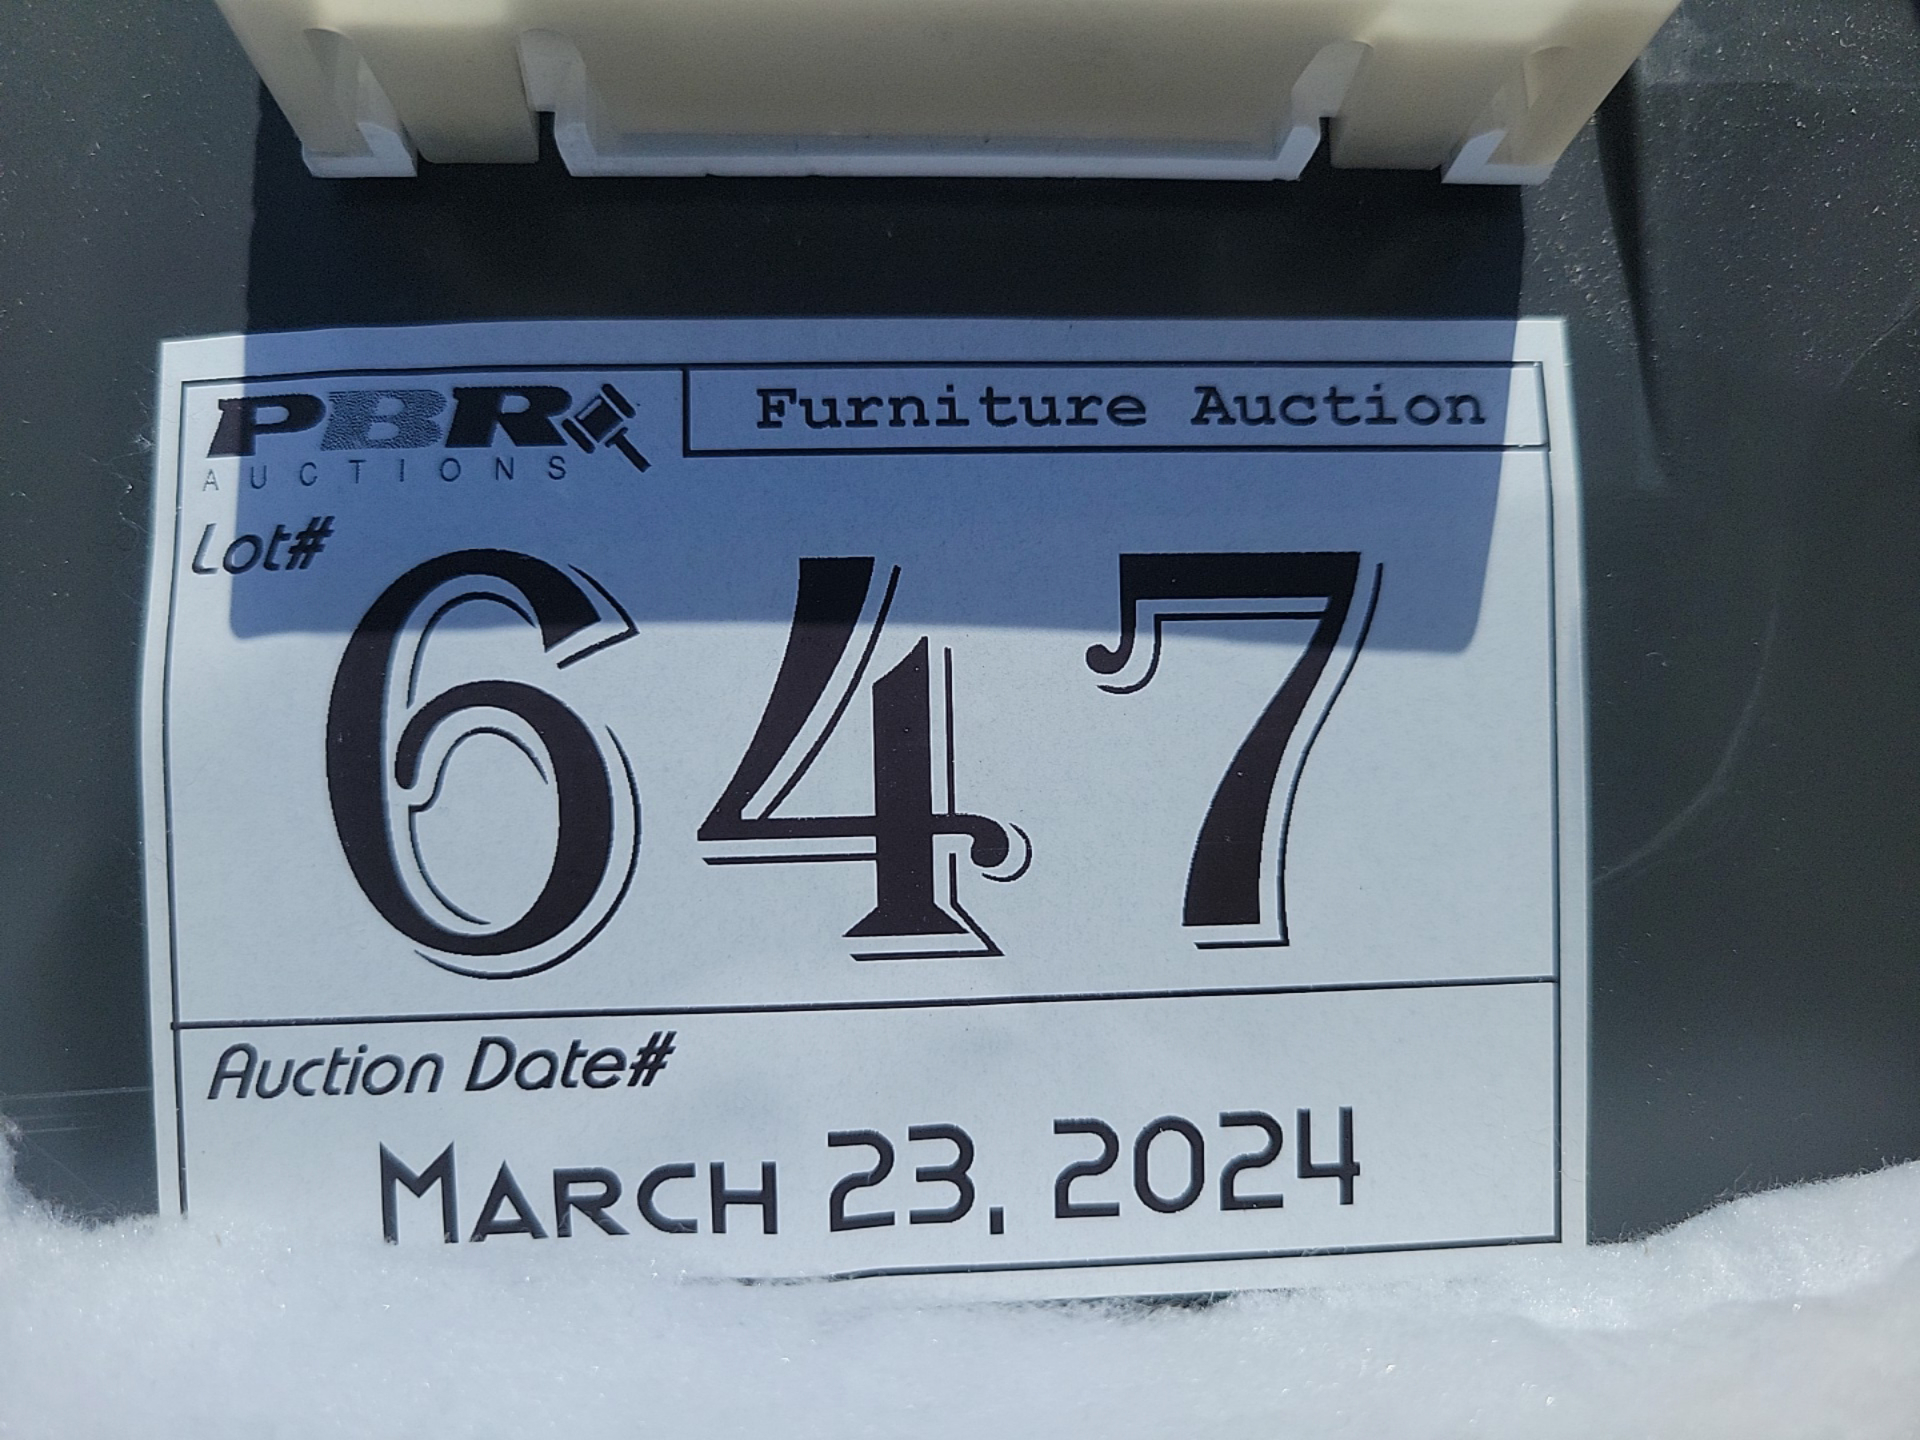 PBR
AUCTIONS
Furniture Auction
Lot#
647
Auction Date#
MARCH 23, 2024